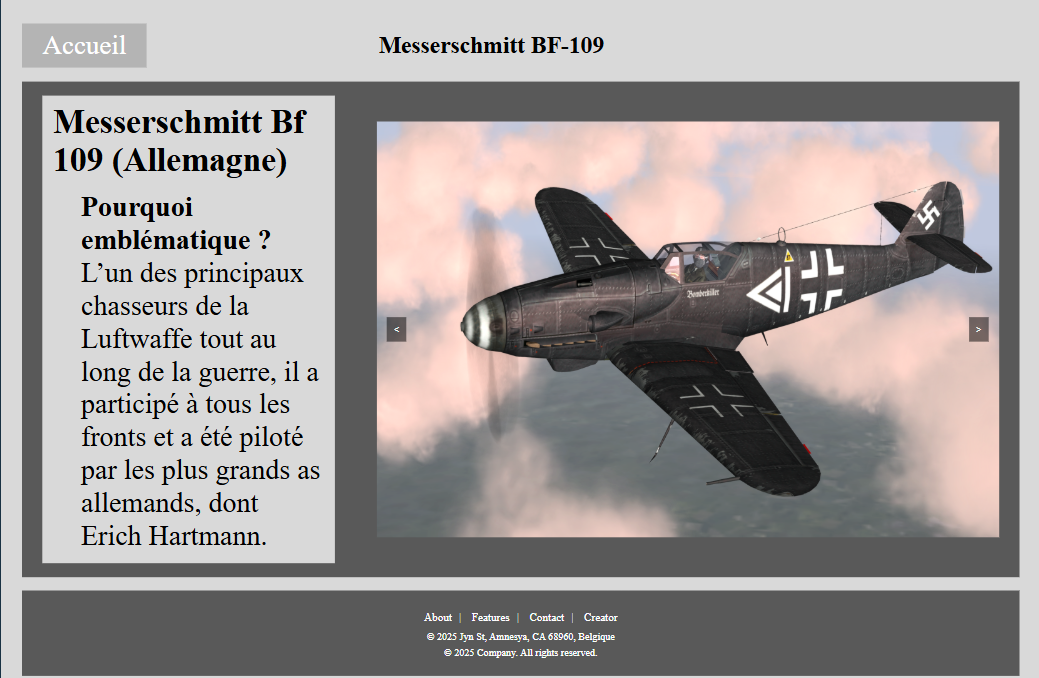 Accueil
Messerschmitt BF-109
Messerschmitt Bf
109 (Allemagne)
Pourquoi
emblématique ?
L’un des principaux
chasseurs de la
Luftwaffe tout au
long de la guerre, il a
participé à tous les
fronts et a été piloté
par les plus grands as
allemands, dont
Erich Hartmann.
Bomberkiller
<
>
About | Features | Contact | Creator
© 2025 Jyn St, Amnesya, CA 68960, Belgique
© 2025 Company. All rights reserved.